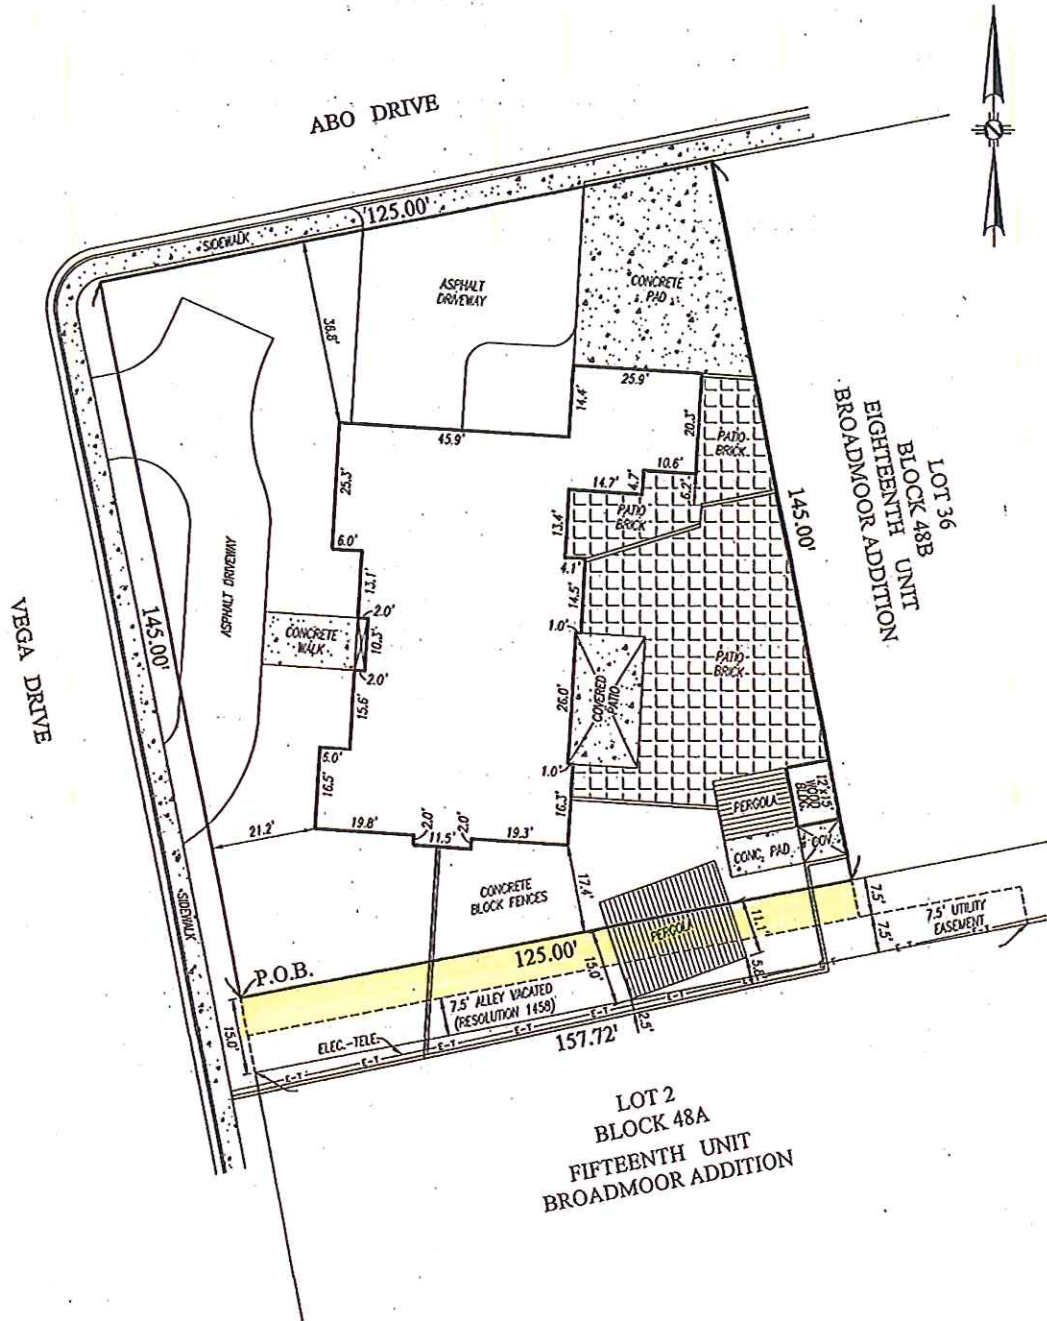 ABO DRIVE
125.00'
SIDEWALK
ASPHALT
DRIVEWAY
CONCRETE
PAD
36.8'
25.9'
14.4'
20.3'
45.9'
PATIO
BRICK
10.6'
14.7'
4.7'
6.2'
25.3'
PATIO
BRICK
13.4'
6.0'
4.1'
13.1'
14.5'
145.00'
LOT 36
BLOCK 48B
EIGHTEENTH UNIT
BROADMOOR ADDITION
ASPHALT DRIVEWAY
2.0'
1.0'
CONCRETE
WALK
10.3'
145.00'
VEGA DRIVE
2.0'
PATIO
BRICK
COVERED
PATIO
26.0'
15.6'
5.0'
1.0'
16.5'
16.3'
PERGOLA
12'x15'
WOOD
BLDG.
19.8'
2.0'
11.5'
2.0'
19.3'
21.2'
CONC. PAD
COV.
CONCRETE
BLOCK FENCES
17.4'
SIDEWALK
7.5'
7.5' UTILITY
EASEMENT
11.1'
7.5'
PERGOLA
125.00'
P.O.B.
15.0'
5.8'
7.5' ALLEY VACATED
(RESOLUTION 1458)
15.0'
ELEC.-TELE.
E-T
E-T
E-T
E-T
E-T
E-T
E-T
E-T
2.5'
157.72'
LOT 2
BLOCK 48A
FIFTEENTH UNIT
BROADMOOR ADDITION